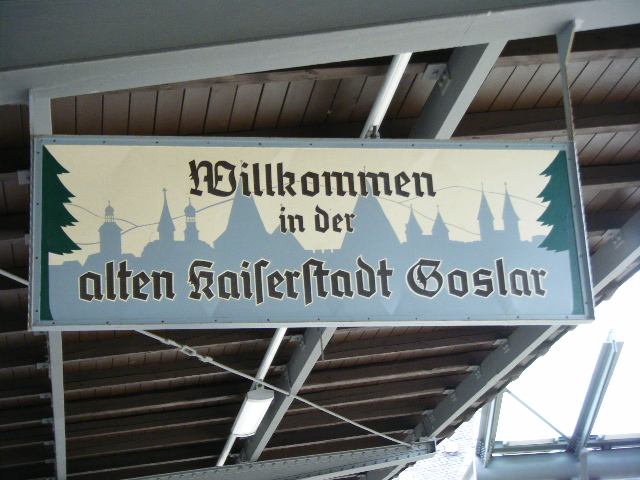 Willkommen
in der
alten Kaiſerſtadt Goslar